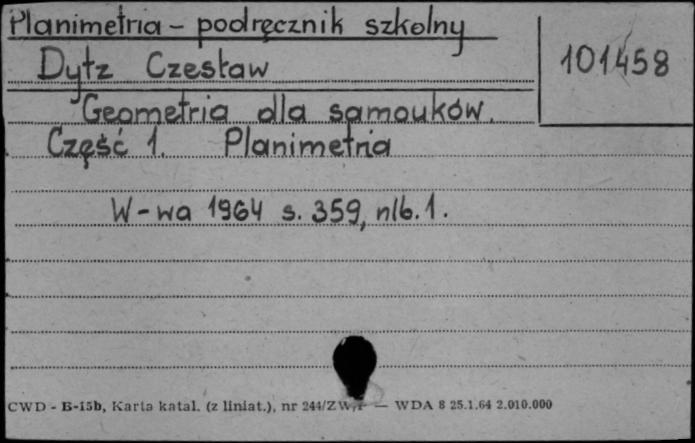 Planimetria - podręcznik szkolny
101458
Dytz Czesław
Geometria dla samouków.
Część 1. Planimetria
W-wa 1964 s. 359, nlb. 1.
CWD - B-15b, Karta katal. (z liniat.), nr 244/ZW — WDA 8 25.1.64 2.010.000